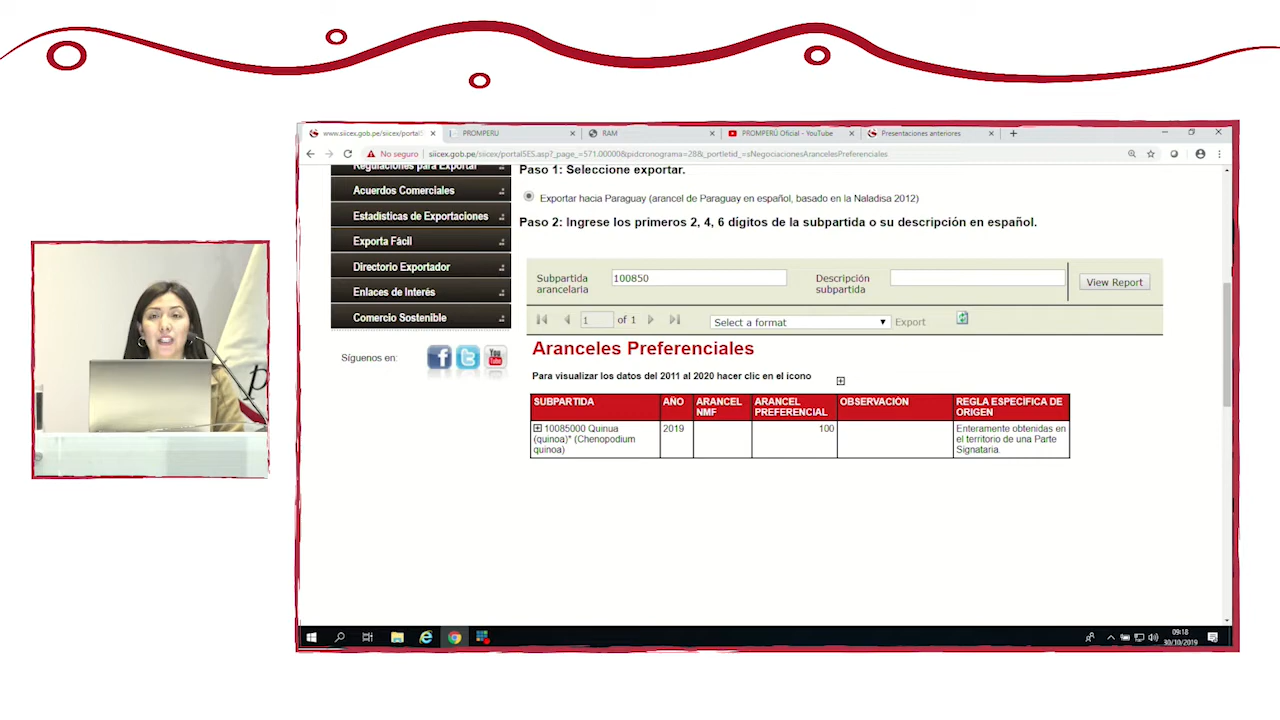 www.siicex.gob.pe/siicex/portalS
PROMPERU
RAM
PROMPERÚ Oficial - YouTube
Presentaciones anteriores
No seguro
siicex.gob.pe/siicex/portal5ES.asp?_page_=571.00000&pidcronograma=28&_portletid_=sNegociacionesArancelesPreferenciales
Regulaciones para Exportar
Acuerdos Comerciales
Estadísticas de Exportaciones
Exporta Fácil
Directorio Exportador
Enlaces de Interés
Comercio Sostenible
Síguenos en:
You
Tube
Paso 1: Seleccione exportar.
Exportar hacia Paraguay (arancel de Paraguay en español, basado en la Naladisa 2012)
Paso 2: Ingrese los primeros 2, 4, 6 dígitos de la subpartida o su descripción en español.
Subpartida
arancelaria
100850
Descripción
subpartida
View Report
1 of 1
Select a format
Export
Aranceles Preferenciales
Para visualizar los datos del 2011 al 2020 hacer clic en el icono
SUBPARTIDA
AÑO
ARANCEL
NMF
ARANCEL
PREFERENCIAL
OBSERVACIÓN
REGLA ESPECÍFICA DE
ORIGEN
10085000 Quinua
(quinoa)* (Chenopodium
quinoa)
2019
100
Enteramente obtenidas en
el territorio de una Parte
Signataria.
09:18
30/10/2019